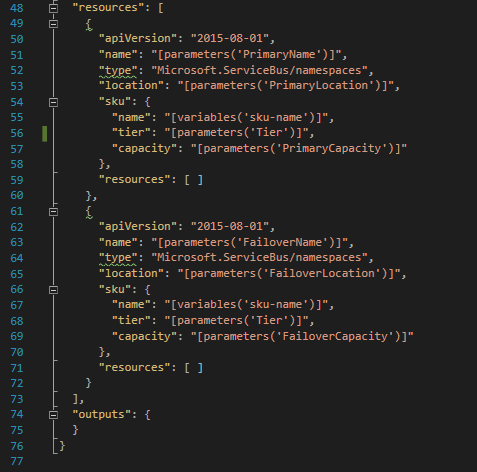 48 "resources": [
49 {
50 "apiVersion": "2015-08-01",
51 "name": "[parameters('PrimaryName')]",
52 "type": "Microsoft.ServiceBus/namespaces",
53 "location": "[parameters('PrimaryLocation')]",
54 "sku": {
55 "name": "[variables('sku-name')]",
56 "tier": "[parameters('Tier')]",
57 "capacity": "[parameters('PrimaryCapacity')]"
58 },
59 "resources": [ ]
60 },
61 {
62 "apiVersion": "2015-08-01",
63 "name": "[parameters('FailoverName')]",
64 "type": "Microsoft.ServiceBus/namespaces",
65 "location": "[parameters('FailoverLocation')]",
66 "sku": {
67 "name": "[variables('sku-name')]",
68 "tier": "[parameters('Tier')]",
69 "capacity": "[parameters('FailoverCapacity')]"
70 },
71 "resources": [ ]
72 }
73 ],
74 "outputs": {
75 }
76 }
77